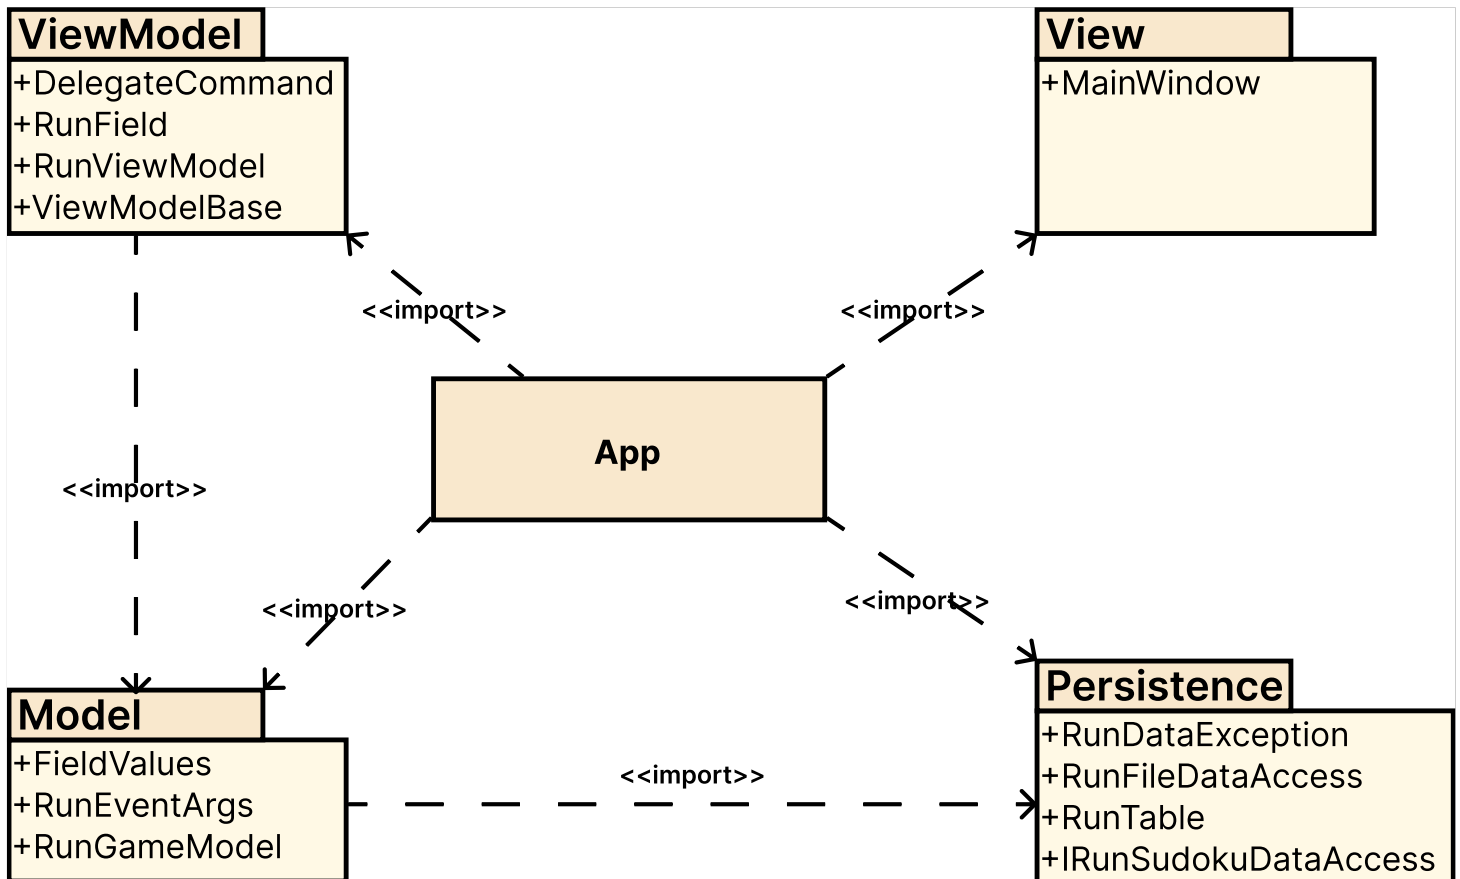 ViewModel
+DelegateCommand
+RunField
+RunViewModel
+ViewModelBase
View
+MainWindow
<<import>>
<<import>>
App
<<import>>
<<import>>
<<import>>
Model
+FieldValues
+RunEventArgs
+RunGameModel
<<import>>
Persistence
+RunDataException
+RunFileDataAccess
+RunTable
+IRunSudokuDataAccess